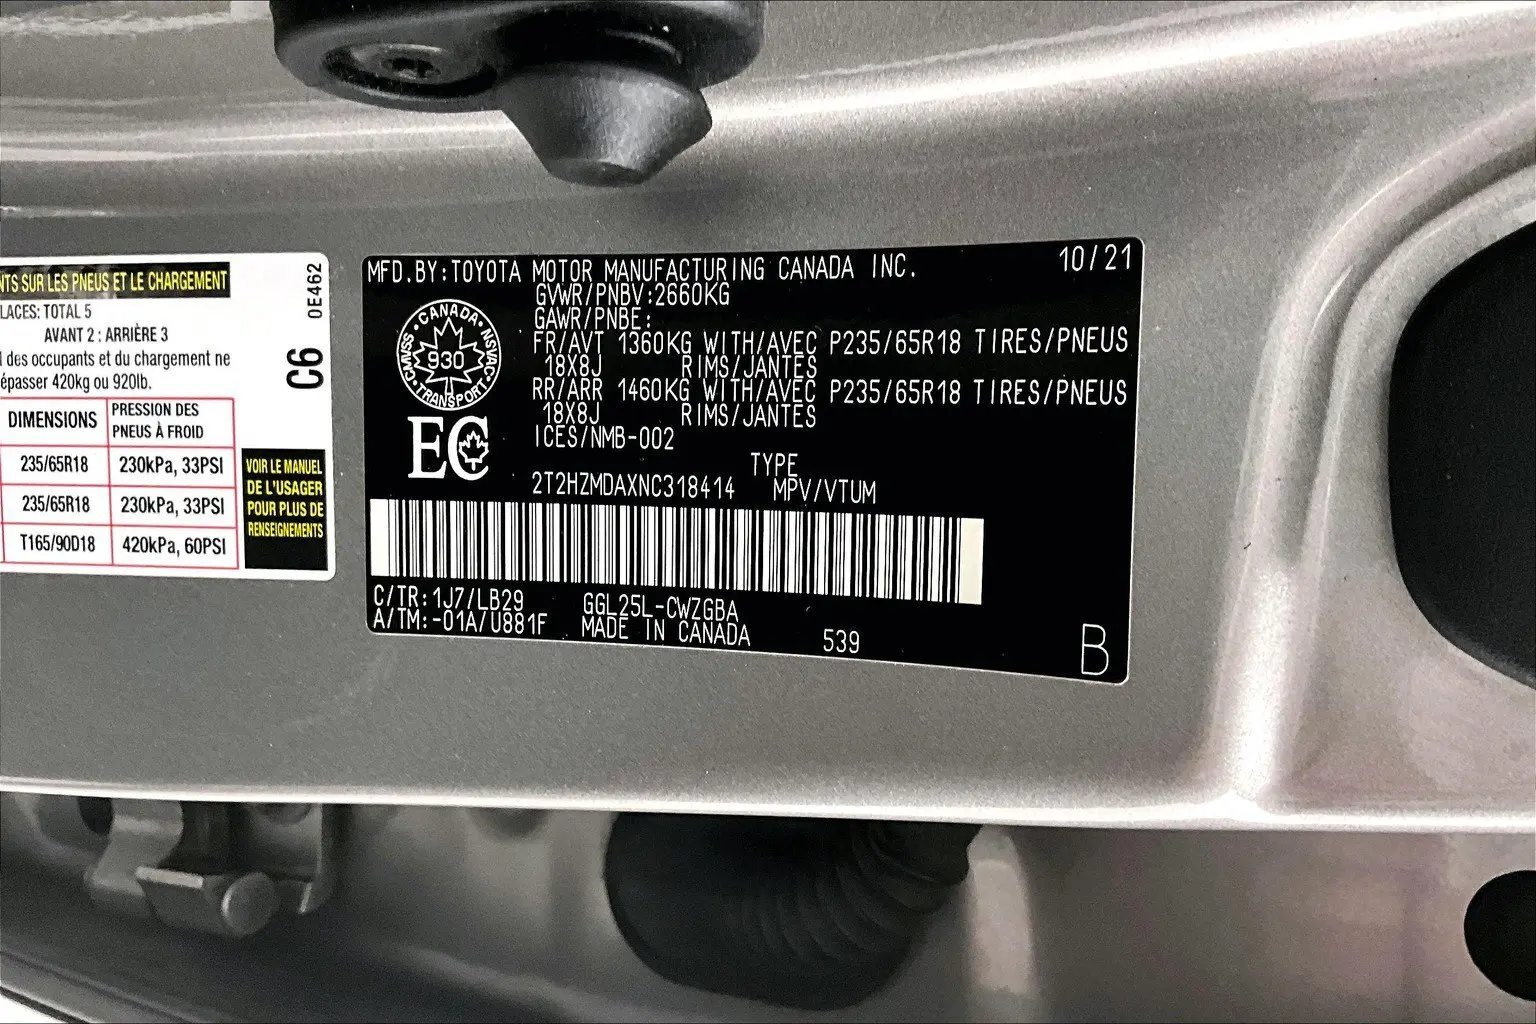 NTS SUR LES PNEUS ET LE CHARGEMENT
LACES: TOTAL 5
AVANT 2 : ARRIÈRE 3
des occupants et du chargement ne
épasser 420kg ou 920lb.
DIMENSIONS PRESSION DES PNEUS À FROID
235/65R18 230kPa, 33PSI
235/65R18 230kPa, 33PSI
T165/90D18 420kPa, 60PSI
0E462
C6
VOIR LE MANUEL
DE L'USAGER
POUR PLUS DE
RENSEIGNEMENTS
MFD.BY:TOYOTA MOTOR MANUFACTURING CANADA INC. 10/21
GVWR/PNBV:2660KG
GAWR/PNBE:
FR/AVT 1360KG WITH/AVEC P235/65R18 TIRES/PNEUS
18X8J RIMS/JANTES
RR/ARR 1460KG WITH/AVEC P235/65R18 TIRES/PNEUS
18X8J RIMS/JANTES
ICES/NMB-002
CANADA
CMVSS
930
NSVAC
TRANSPORT
EC
TYPE
2T2HZMDAXNC318414 MPV/VTUM
C/TR:1J7/LB29 GGL25L-CWZGBA
A/TM:-01A/U881F MADE IN CANADA 539
B